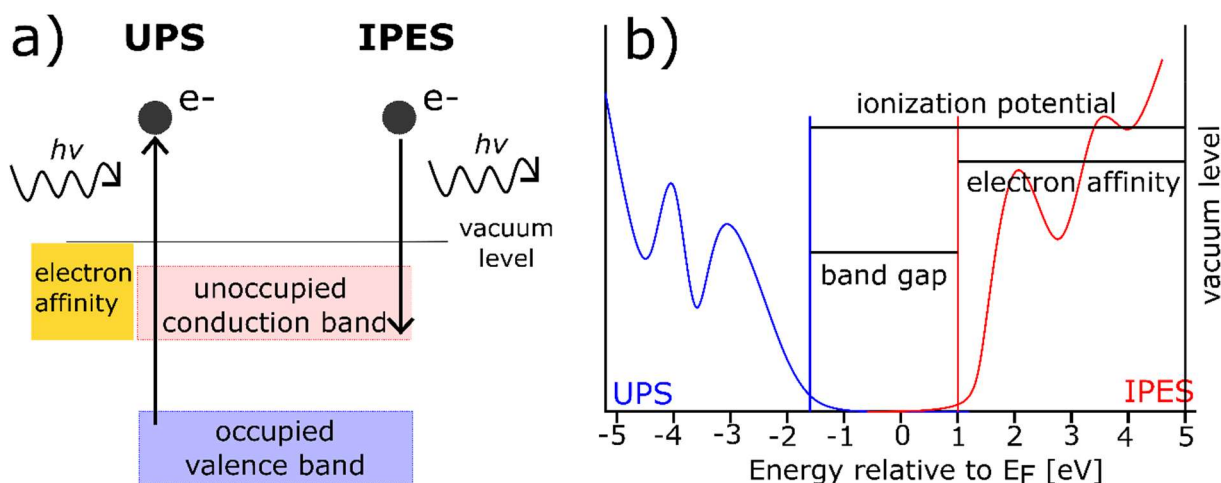 a)
UPS
IPES
e-
e-
hν
hν
vacuum
level
electron
affinity
unoccupied
conduction band
occupied
valence band
b)
ionization potential
electron affinity
band gap
vacuum level
UPS
IPES
-5 -4 -3 -2 -1 0 1 2 3 4 5
Energy relative to EF [eV]